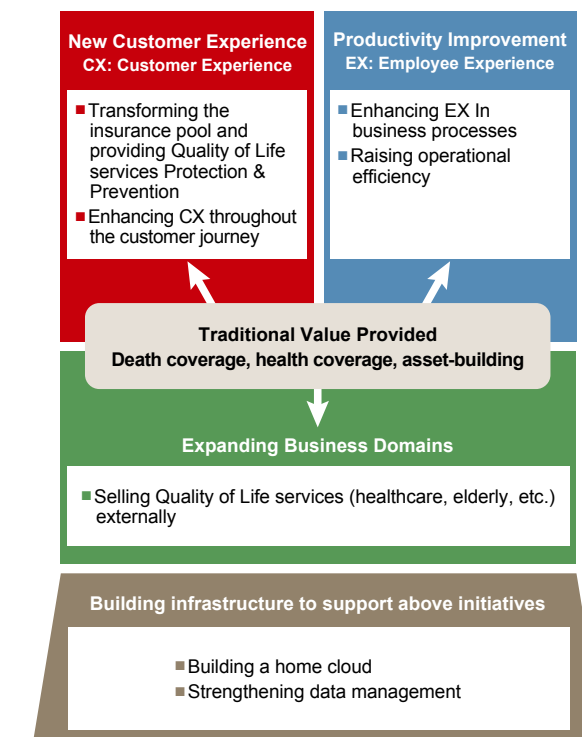 New Customer Experience
CX: Customer Experience
■Transforming the
insurance pool and
providing Quality of Life
services Protection &
Prevention
■Enhancing CX throughout
the customer journey
Productivity Improvement
EX: Employee Experience
■Enhancing EX In
business processes
■Raising operational
efficiency
Traditional Value Provided
Death coverage, health coverage, asset-building
Expanding Business Domains
■Selling Quality of Life services (healthcare, elderly, etc.)
externally
Building infrastructure to support above initiatives
■Building a home cloud
■Strengthening data management